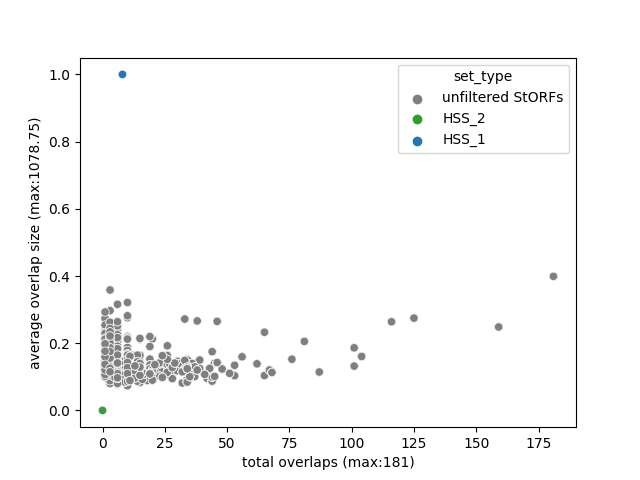 set_type
unfiltered StORFs
HSS_2
HSS_1
average overlap size (max:1078.75)
1.0
0.8
0.6
0.4
0.2
0.0
0 25 50 75 100 125 150 175
total overlaps (max:181)